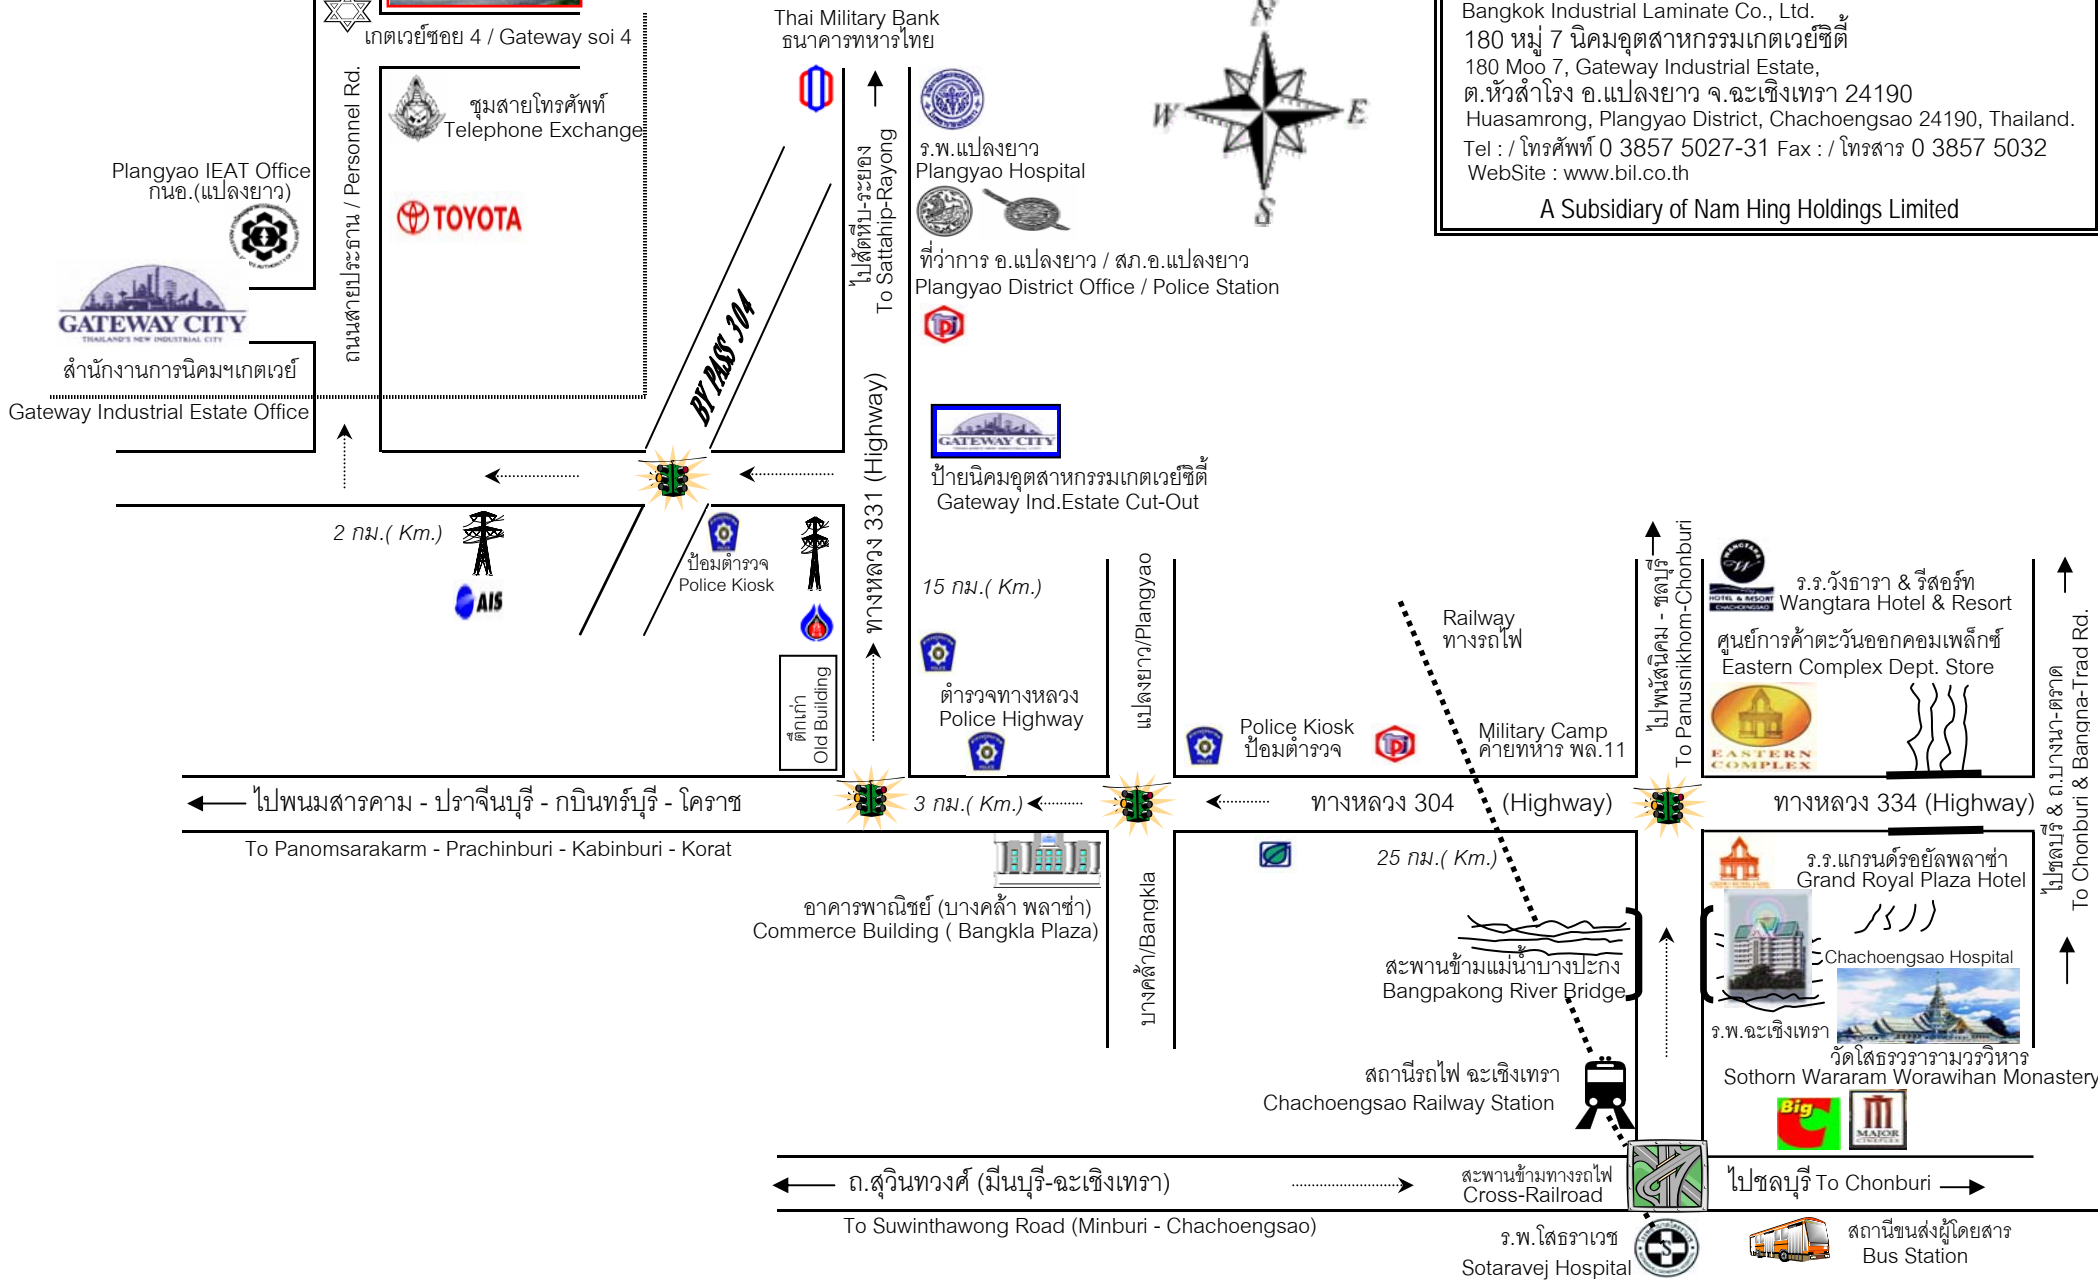 Bangkok Industrial Laminate Co., Ltd.
180 หมู่ 7 นิคมอุตสาหกรรมเกตเวย์ซิตี้
180 Moo 7, Gateway Industrial Estate,
ต.หัวสำโรง อ.แปลงยาว จ.ฉะเชิงเทรา 24190
Huasamrong, Plangyao District, Chachoengsao 24190, Thailand.
Tel : / โทรศัพท์ 0 3857 5027-31 Fax : / โทรสาร 0 3857 5032
WebSite : www.bil.co.th
A Subsidiary of Nam Hing Holdings Limited
N
W
E
S
Thai Military Bank
ธนาคารทหารไทย
เกตเวย์ซอย 4 / Gateway soi 4
ชุมสายโทรศัพท์
Telephone Exchange
TOYOTA
ถนนสายประธาน / Personnel Rd.
Plangyao IEAT Office
กนอ.(แปลงยาว)
GATEWAY CITY
THAILAND'S NEW INDUSTRIAL CITY
สำนักงานการนิคมฯเกตเวย์
Gateway Industrial Estate Office
BY PASS 304
ไปสัตหีบ-ระยอง
To Sattahip-Rayong
ร.พ.แปลงยาว
Plangyao Hospital
ที่ว่าการ อ.แปลงยาว / สภ.อ.แปลงยาว
Plangyao District Office / Police Station
TPI
GATEWAY CITY
ป้ายนิคมอุตสาหกรรมเกตเวย์ซิตี้
Gateway Ind.Estate Cut-Out
ทางหลวง 331 (Highway)
2 กม.( Km.)
AIS
ป้อมตำรวจ
Police Kiosk
ตึกเก่า
Old Building
15 กม.( Km.)
ตำรวจทางหลวง
Police Highway
แปลงยาว/Plangyao
Police Kiosk
ป้อมตำรวจ
TPI
Military Camp
ค่ายทหาร พล.11
Railway
ทางรถไฟ
ไปพนัสนิคม - ชลบุรี
To Panusnikhom-Chonburi
WANGTARA
HOTEL & RESORT
CHACHOENGSAO
ร.ร.วังธารา & รีสอร์ท
Wangtara Hotel & Resort
ศูนย์การค้าตะวันออกคอมเพล็กซ์
Eastern Complex Dept. Store
EASTERN
COMPLEX
ไปชลบุรี & ถ.บางนา-ตราด
To Chonburi & Bangna-Trad Rd.
ไปพนมสารคาม - ปราจีนบุรี - กบินทร์บุรี - โคราช
To Panomsarakarm - Prachinburi - Kabinburi - Korat
3 กม.( Km.)
ทางหลวง 304 (Highway)
ทางหลวง 334 (Highway)
อาคารพาณิชย์ (บางคล้า พลาซ่า)
Commerce Building ( Bangkla Plaza)
บางคล้า/Bangkla
25 กม.( Km.)
สะพานข้ามแม่น้ำบางปะกง
Bangpakong River Bridge
ร.ร.แกรนด์รอยัลพลาซ่า
Grand Royal Plaza Hotel
Chachoengsao Hospital
ร.พ.ฉะเชิงเทรา
วัดโสธรวรารามวรวิหาร
Sothorn Wararam Worawihan Monastery
Big C
MAJOR
CINEPLEX
สถานีรถไฟ ฉะเชิงเทรา
Chachoengsao Railway Station
ถ.สุวินทวงศ์ (มีนบุรี-ฉะเชิงเทรา)
To Suwinthawong Road (Minburi - Chachoengsao)
สะพานข้ามทางรถไฟ
Cross-Railroad
ไปชลบุรี To Chonburi
ร.พ.โสธราเวช
Sotaravej Hospital
สถานีขนส่งผู้โดยสาร
Bus Station